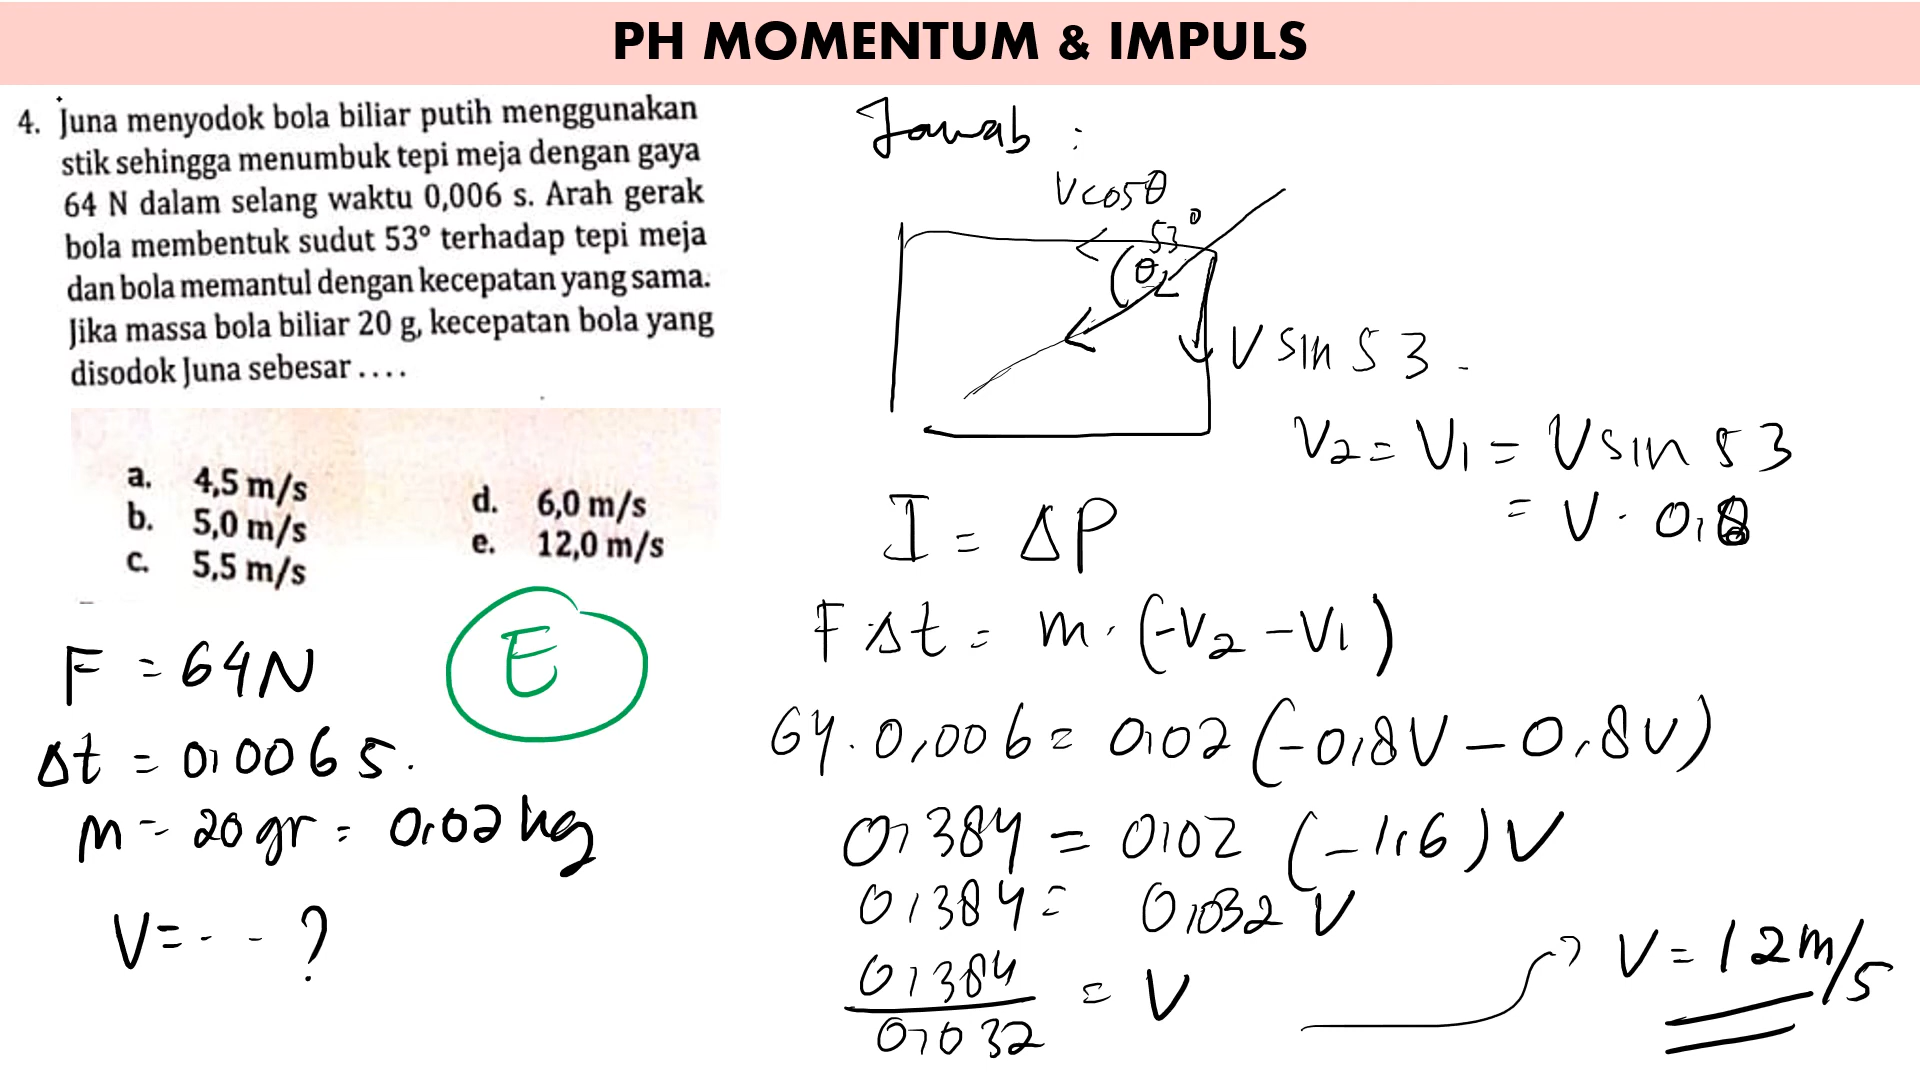 PH MOMENTUM & IMPULS
4. Juna menyodok bola biliar putih menggunakan
stik sehingga menumbuk tepi meja dengan gaya
64 N dalam selang waktu 0,006 s. Arah gerak
bola membentuk sudut 53° terhadap tepi meja
dan bola memantul dengan kecepatan yang sama.
Jika massa bola biliar 20 g, kecepatan bola yang
disodok Juna sebesar . . . .
a. 4,5 m/s
b. 5,0 m/s
c. 5,5 m/s
d. 6,0 m/s
e. 12,0 m/s
E
F = 64 N
Δt = 0,006 s.
m = 20 gr = 0,02 kg
V = - - - ?
Jawab :
V cos θ
53°
θ
V sin 53.
V2 = V1 = V sin 53
= V . 0,8
I = ΔP
F Δt = m . (-V2 - V1)
64 . 0,006 = 0,02 (-0,8V - 0,8V)
0,384 = 0,02 (-1,6) V
0,384 = 0,032 V
0,384
0,032
= V
V = 12 m/s